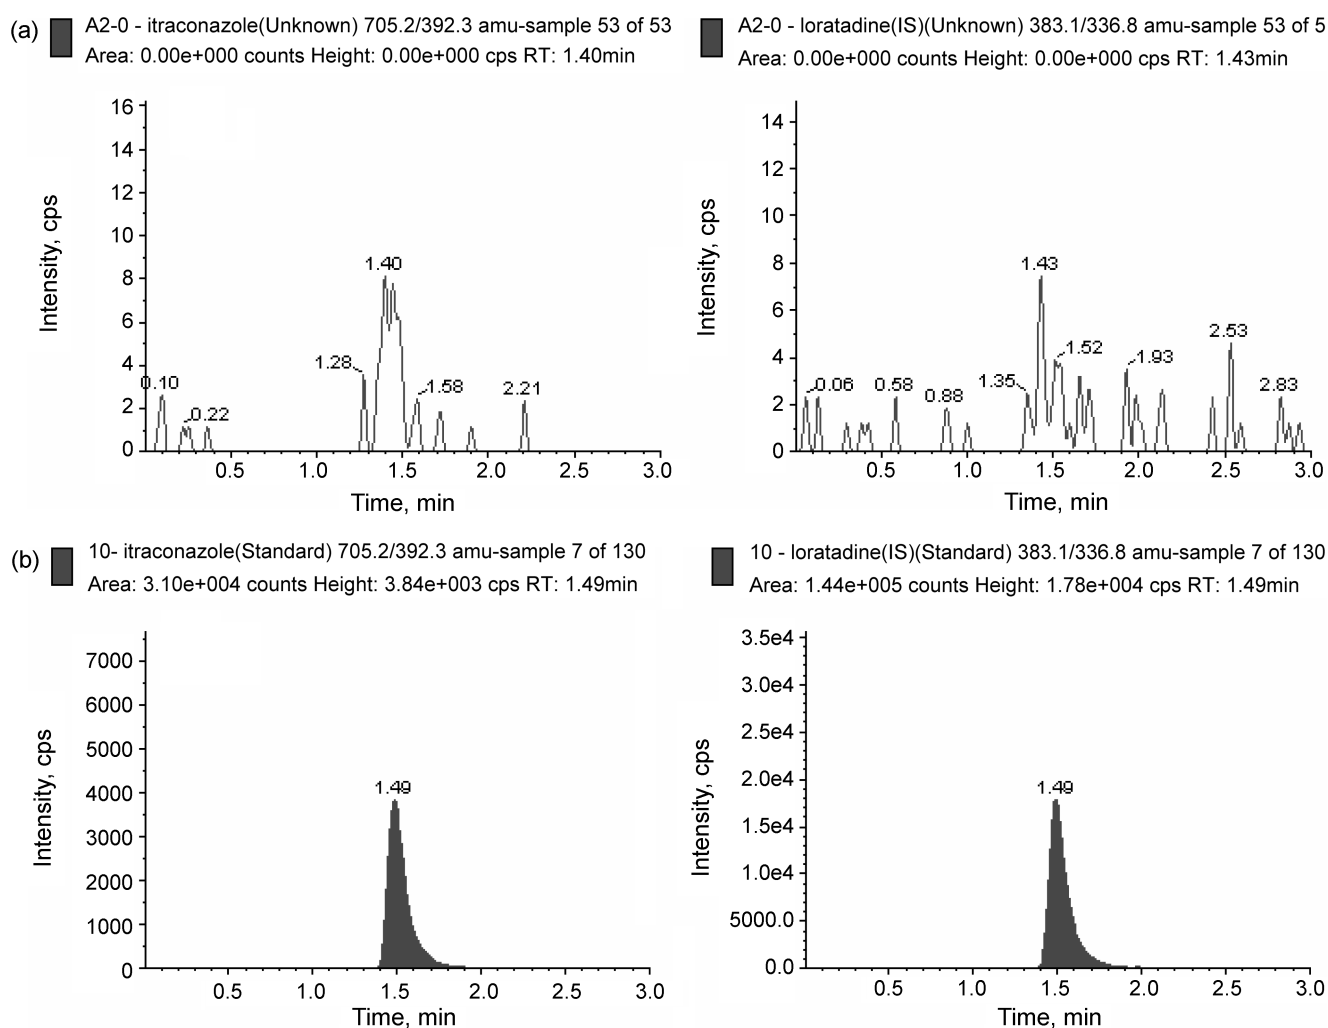 (a)
A2-0 - itraconazole(Unknown) 705.2/392.3 amu-sample 53 of 53
Area: 0.00e+000 counts Height: 0.00e+000 cps RT: 1.40min
Intensity, cps
16
14
12
10
8
6
4
2
0
0.10
0.22
1.28
1.40
1.58
2.21
0.5 1.0 1.5 2.0 2.5 3.0
Time, min
A2-0 - loratadine(IS)(Unknown) 383.1/336.8 amu-sample 53 of 5
Area: 0.00e+000 counts Height: 0.00e+000 cps RT: 1.43min
Intensity, cps
14
12
10
8
6
4
2
0
0.06
0.58
0.88
1.35
1.43
1.52
1.93
2.53
2.83
0.5 1.0 1.5 2.0 2.5 3.0
Time, min
(b)
10- itraconazole(Standard) 705.2/392.3 amu-sample 7 of 130
Area: 3.10e+004 counts Height: 3.84e+003 cps RT: 1.49min
Intensity, cps
7000
6000
5000
4000
3000
2000
1000
0
1.49
0.5 1.0 1.5 2.0 2.5 3.0
Time, min
10 - loratadine(IS)(Standard) 383.1/336.8 amu-sample 7 of 130
Area: 1.44e+005 counts Height: 1.78e+004 cps RT: 1.49min
Intensity, cps
3.5e4
3.0e4
2.5e4
2.0e4
1.5e4
1.0e4
5000.0
0.0
1.49
0.5 1.0 1.5 2.0 2.5 3.0
Time, min